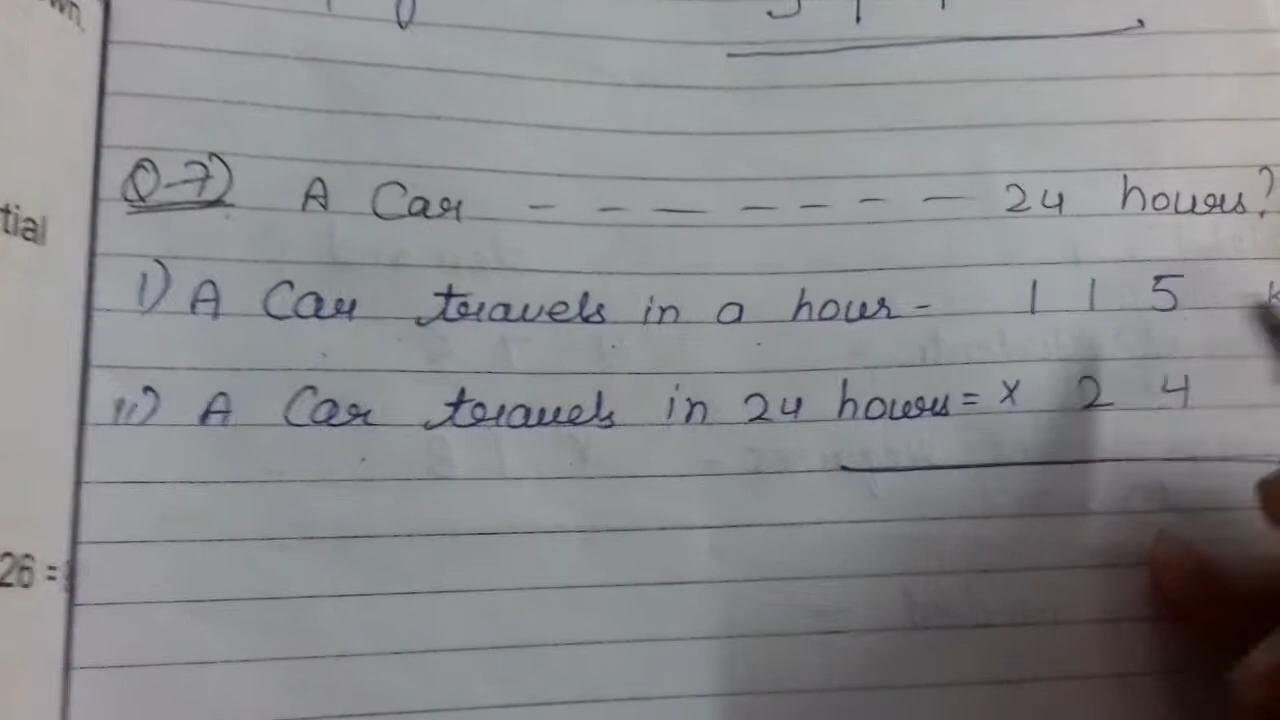 tial
26 =
Q-7) A Car - - - - - - - - 24 hours?
i) A Car travels in a hour - 1 1 5
ii) A Car travels in 24 hours = x 2 4